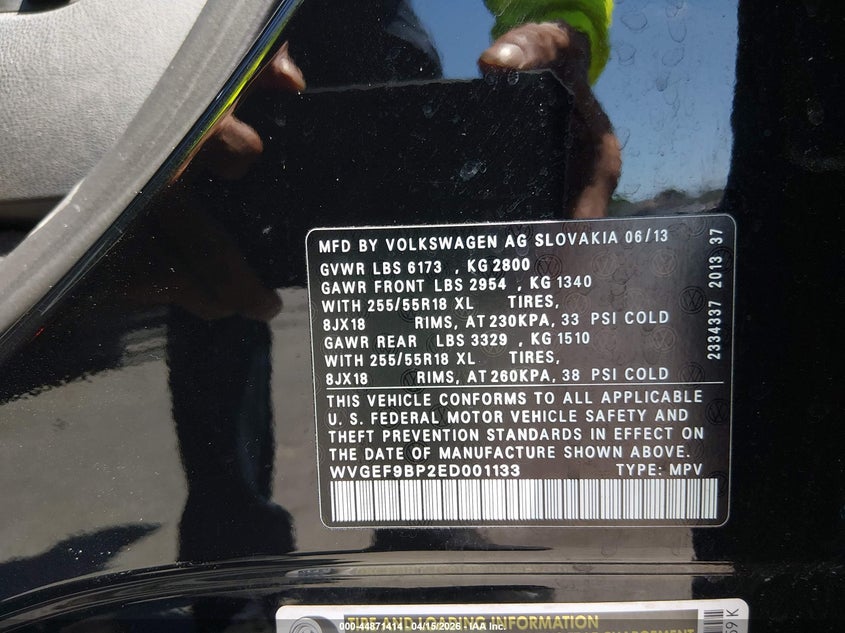 MFD BY VOLKSWAGEN AG SLOVAKIA 06/13
GVWR LBS 6173 , KG 2800
GAWR FRONT LBS 2954 , KG 1340
WITH 255/55R18 XL TIRES,
8JX18 RIMS, AT 230KPA, 33 PSI COLD
GAWR REAR LBS 3329 , KG 1510
WITH 255/55R18 XL TIRES,
8JX18 RIMS, AT 260KPA, 38 PSI COLD
THIS VEHICLE CONFORMS TO ALL APPLICABLE
U. S. FEDERAL MOTOR VEHICLE SAFETY AND
THEFT PREVENTION STANDARDS IN EFFECT ON
THE DATE OF MANUFACTURE SHOWN ABOVE.
WVGEF9BP2ED001133 TYPE: MPV
2334337 2013 37
TIRE AND LOADING INFORMATION
000-44871414 - 04/15/2026 - IAA Inc.